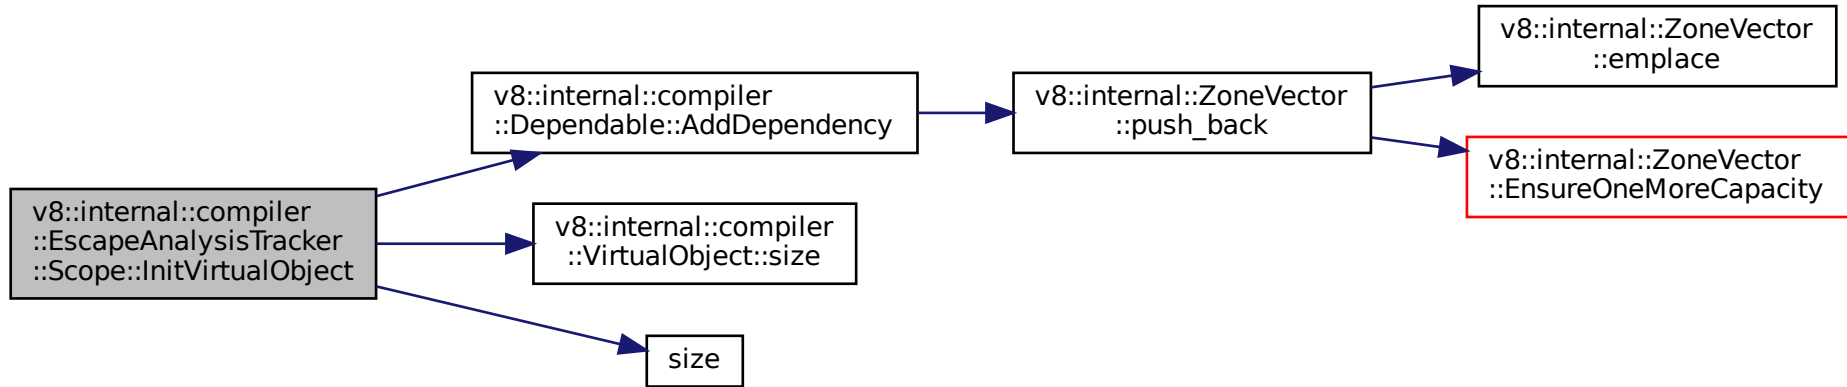 v8::internal::compiler
::EscapeAnalysisTracker
::Scope::InitVirtualObject
v8::internal::compiler
::Dependable::AddDependency
v8::internal::ZoneVector
::push_back
v8::internal::ZoneVector
::emplace
v8::internal::ZoneVector
::EnsureOneMoreCapacity
v8::internal::compiler
::VirtualObject::size
size